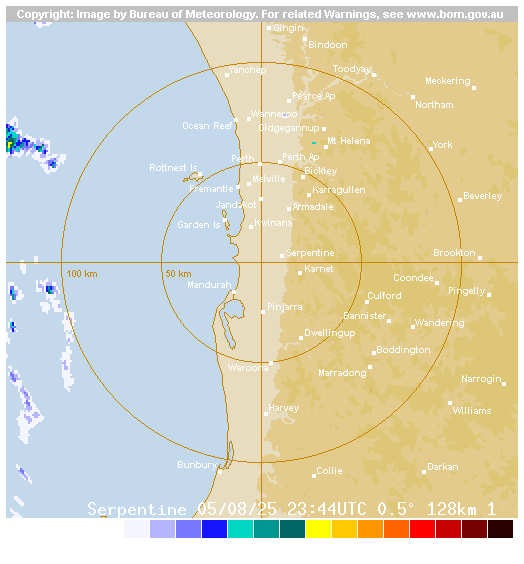 Copyright: Image by Bureau of Meteorology. For related Warnings, see www.bom.gov.au
Gingin
Bindoon
Yanchep
Toodyay
Meckering
Pearce Ap
Northam
Wanneroo
Ocean Reef
Gidgegannup
Mt Helena
York
Perth
Perth Ap
Rottnest Is
Bickley
Melville
Fremantle
Karragullen
Beverley
Jandakot
Armadale
Garden Is
Kwinana
Serpentine
Brookton
100 km
50 km
Karnet
Mandurah
Coondee
Pingelly
Culford
Pinjarra
Bannister
Wandering
Dwellingup
Boddington
Waroona
Marradong
Narrogin
Harvey
Williams
Bunbury
Collie
Darkan
Serpentine 05/08/25 23:44UTC 0.5° 128km 1